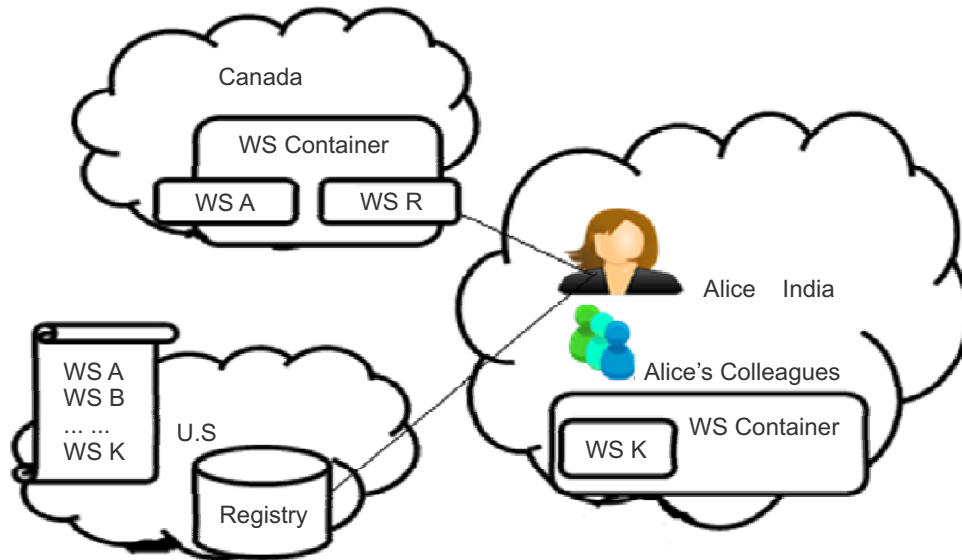 Canada
WS Container
WS A
WS R
Alice India
Alice's Colleagues
WS Container
WS K
WS A
WS B
... ...
WS K
U.S
Registry